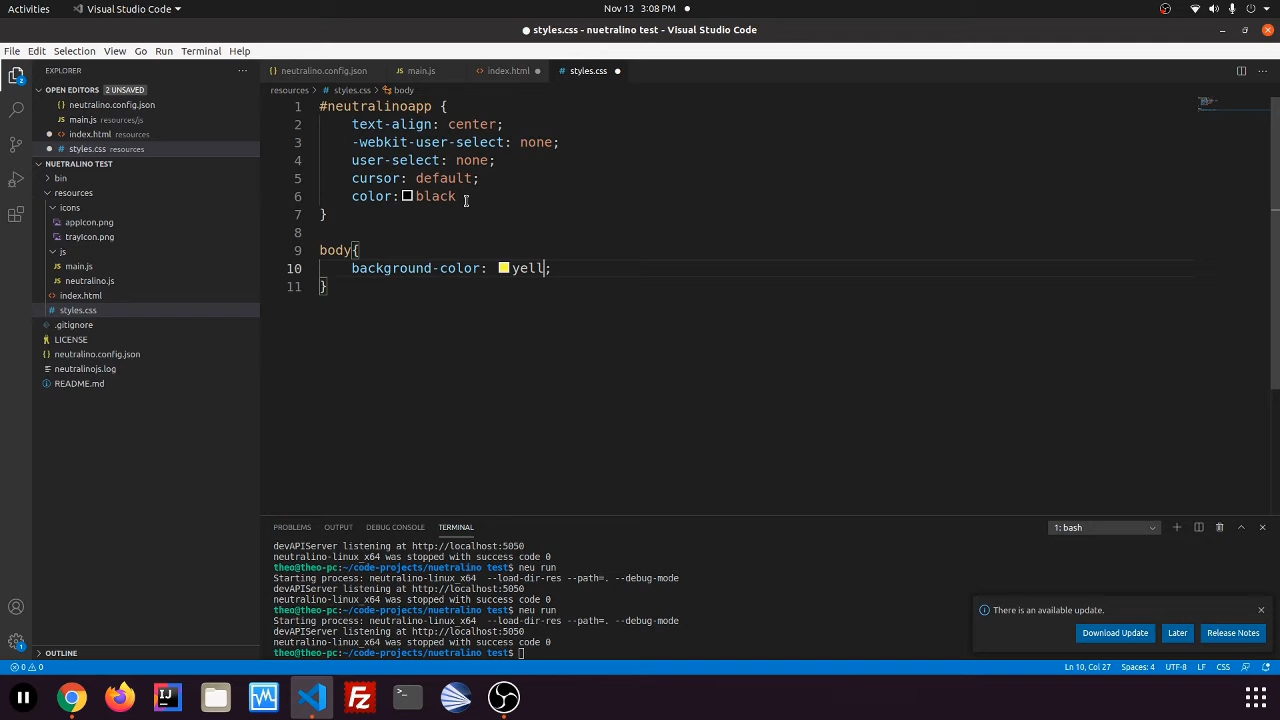 Activities
Visual Studio Code
Nov 13 3:08 PM
styles.css - nuetralino test - Visual Studio Code
File Edit Selection View Go Run Terminal Help
EXPLORER
neutralino.config.json main.js index.html styles.css
resources > styles.css > body
OPEN EDITORS 2 UNSAVED
neutralino.config.json
main.js resources/js
index.html resources
styles.css resources
NUETRALINO TEST
bin
resources
icons
appIcon.png
trayIcon.png
js
main.js
neutralino.js
index.html
styles.css
.gitignore
LICENSE
neutralino.config.json
neutralinojs.log
README.md
OUTLINE
1 #neutralinoapp {
2 text-align: center;
3 -webkit-user-select: none;
4 user-select: none;
5 cursor: default;
6 color: black
7 }
8
9 body{
10 background-color: yell;
11 }
PROBLEMS OUTPUT DEBUG CONSOLE TERMINAL
1: bash
devAPIServer listening at http://localhost:5050
neutralino-linux_x64 was stopped with success code 0
theo@theo-pc:~/code-projects/nuetralino test$ neu run
Starting process: neutralino-linux_x64 --load-dir-res --path=. --debug-mode
devAPIServer listening at http://localhost:5050
neutralino-linux_x64 was stopped with success code 0
theo@theo-pc:~/code-projects/nuetralino test$ neu run
Starting process: neutralino-linux_x64 --load-dir-res --path=. --debug-mode
devAPIServer listening at http://localhost:5050
neutralino-linux_x64 was stopped with success code 0
theo@theo-pc:~/code-projects/nuetralino test$
There is an available update.
Download Update Later Release Notes
0 0
Ln 10, Col 27 Spaces: 4 UTF-8 LF CSS